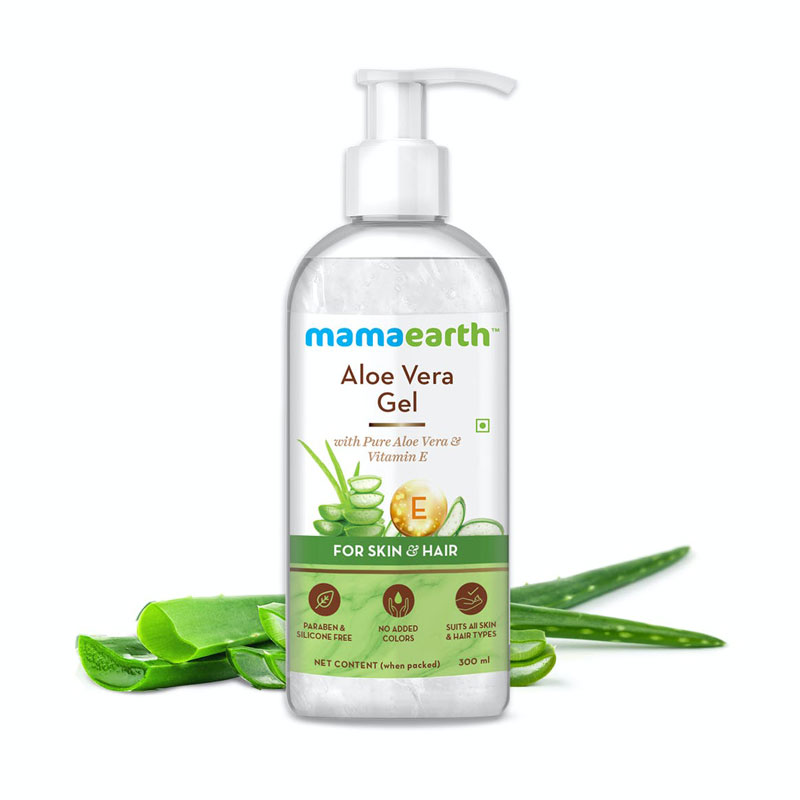 mamaearth™
Aloe Vera
Gel
with Pure Aloe Vera &
Vitamin E
E
FOR SKIN & HAIR
PARABEN &
SILICONE FREE
NO ADDED
COLORS
SUITS All SKIN
& HAIR TYPES
NET CONTENT (when packed) 300 ml